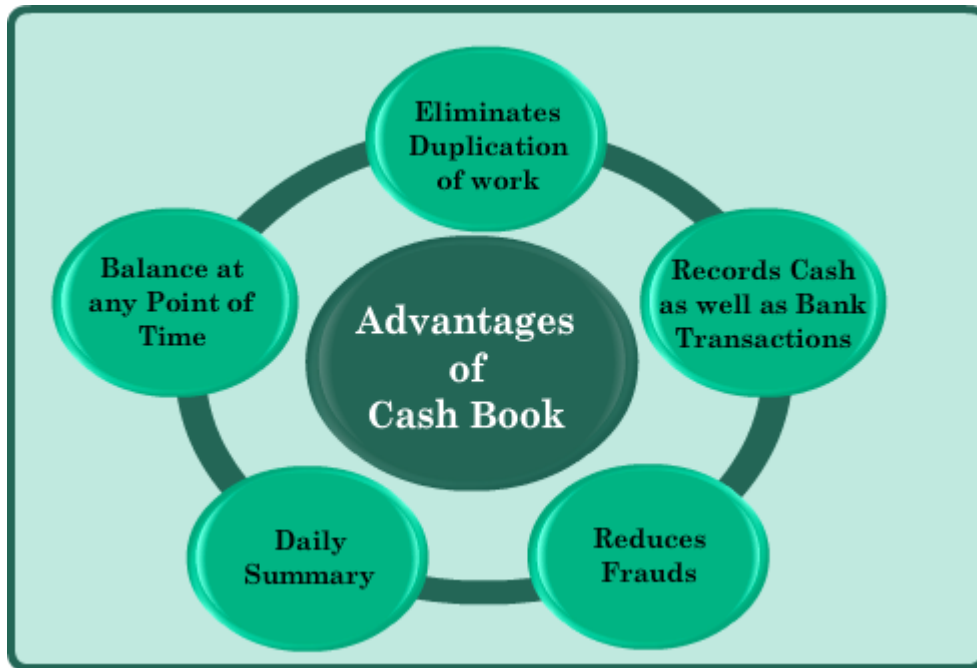 Eliminates
Duplication
of work
Balance at
any Point of
Time
Records Cash
as well as Bank
Transactions
Advantages
of
Cash Book
Daily
Summary
Reduces
Frauds